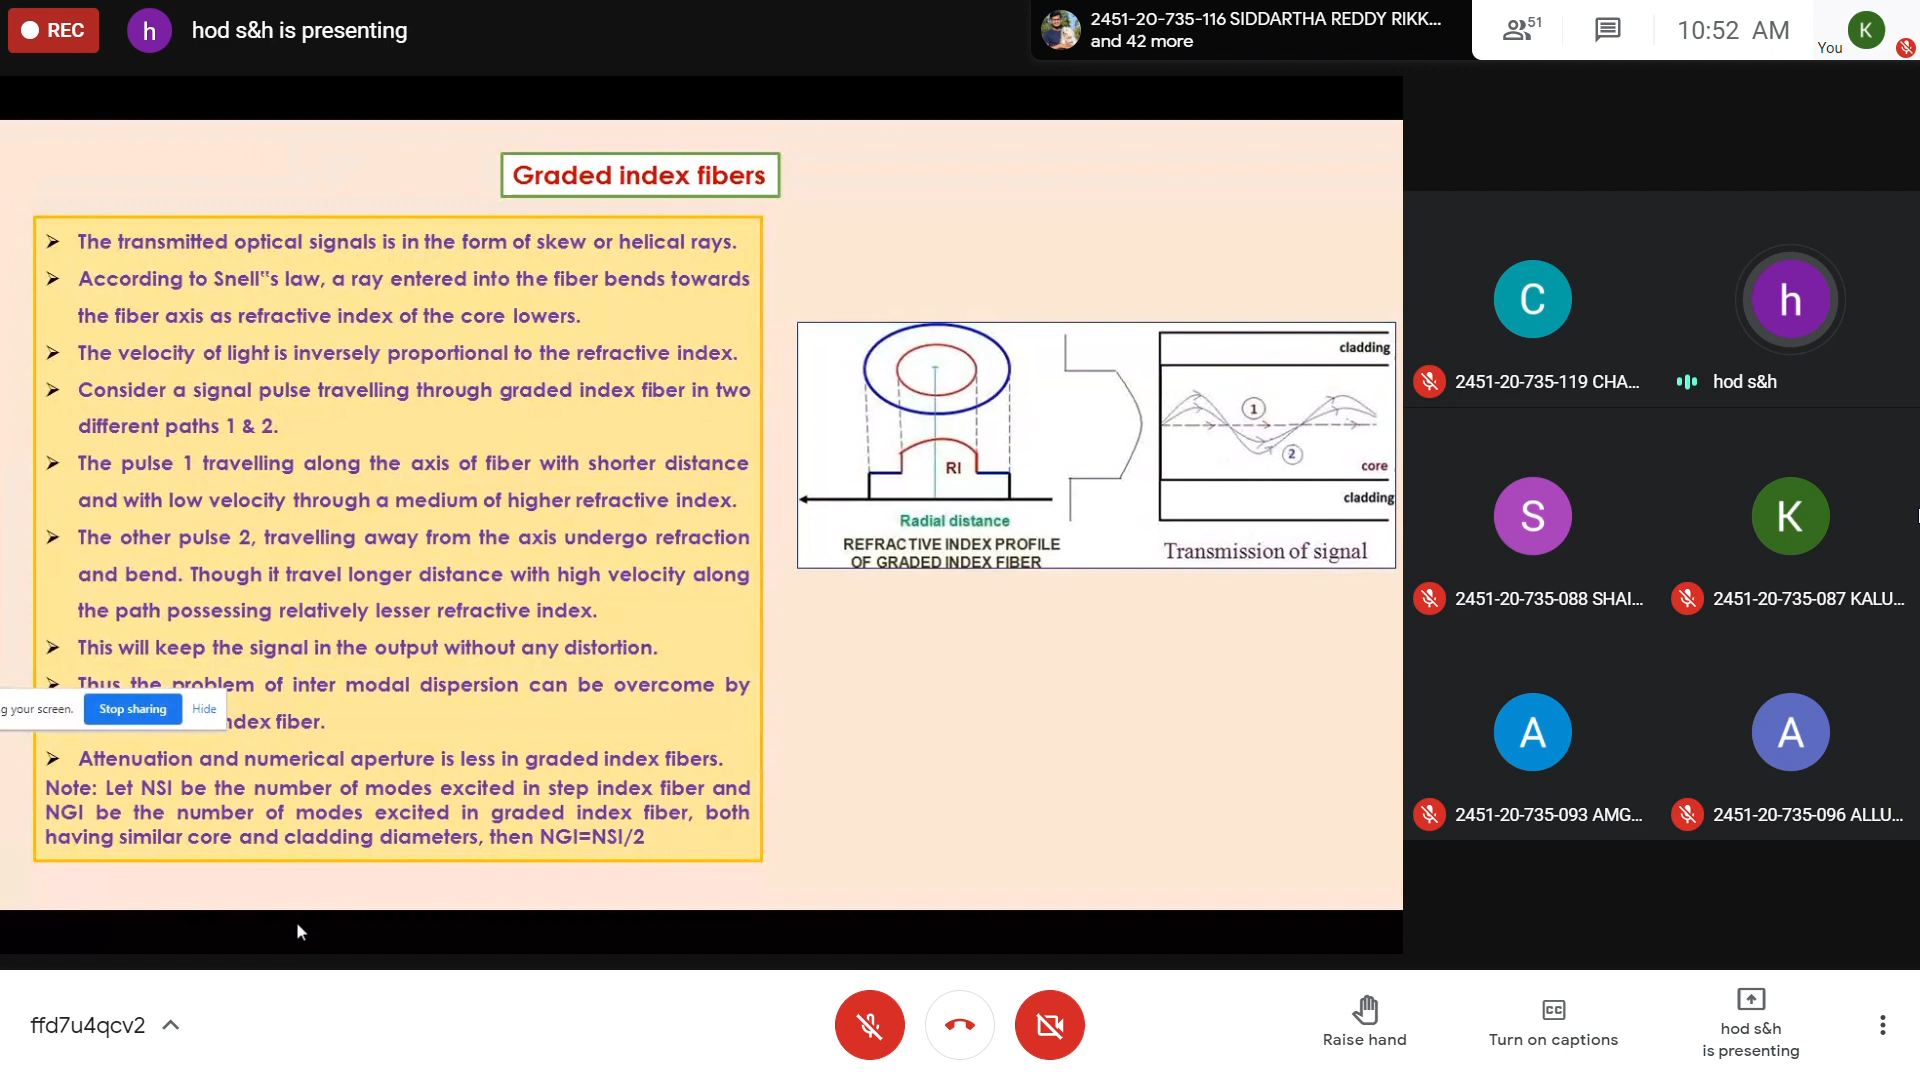 REC
h
hod s&h is presenting
2451-20-735-116 SIDDARTHA REDDY RIKK...
and 42 more
51
10:52 AM
You
K
Graded index fibers
➢ The transmitted optical signals is in the form of skew or helical rays.
➢ According to Snell‟s law, a ray entered into the fiber bends towards
the fiber axis as refractive index of the core lowers.
➢ The velocity of light is inversely proportional to the refractive index.
➢ Consider a signal pulse travelling through graded index fiber in two
different paths 1 & 2.
➢ The pulse 1 travelling along the axis of fiber with shorter distance
and with low velocity through a medium of higher refractive index.
➢ The other pulse 2, travelling away from the axis undergo refraction
and bend. Though it travel longer distance with high velocity along
the path possessing relatively lesser refractive index.
➢ This will keep the signal in the output without any distortion.
➢ Thus the problem of inter modal dispersion can be overcome by
ndex fiber.
g your screen.
Stop sharing
Hide
➢ Attenuation and numerical aperture is less in graded index fibers.
Note: Let NSI be the number of modes excited in step index fiber and
NGI be the number of modes excited in graded index fiber, both
having similar core and cladding diameters, then NGI=NSI/2
RI
Radial distance
REFRACTIVE INDEX PROFILE
OF GRADED INDEX FIBER
cladding
1
2
core
cladding
Transmission of signal
C
2451-20-735-119 CHA...
h
hod s&h
S
2451-20-735-088 SHAI...
K
2451-20-735-087 KALU...
A
2451-20-735-093 AMG...
A
2451-20-735-096 ALLU...
ffd7u4qcv2
Raise hand
CC
Turn on captions
hod s&h
is presenting